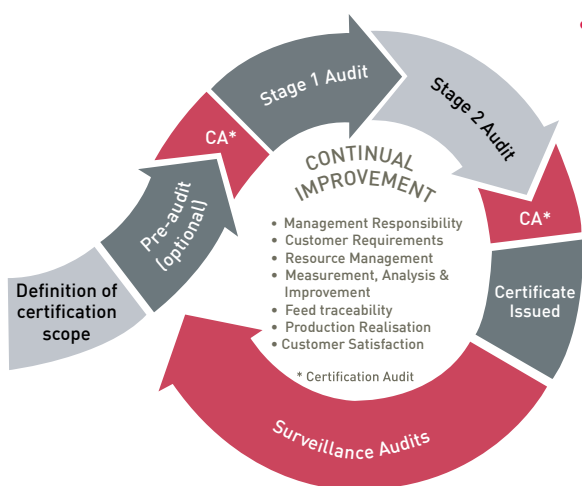 Definition of
certification
scope
Pre-audit
(optional)
CA*
Stage 1 Audit
Stage 2 Audit
CA*
Certificate
Issued
Surveillance Audits
CONTINUAL
IMPROVEMENT
• Management Responsibility
• Customer Requirements
• Resource Management
• Measurement, Analysis &
Improvement
• Feed traceability
• Production Realisation
• Customer Satisfaction
* Certification Audit